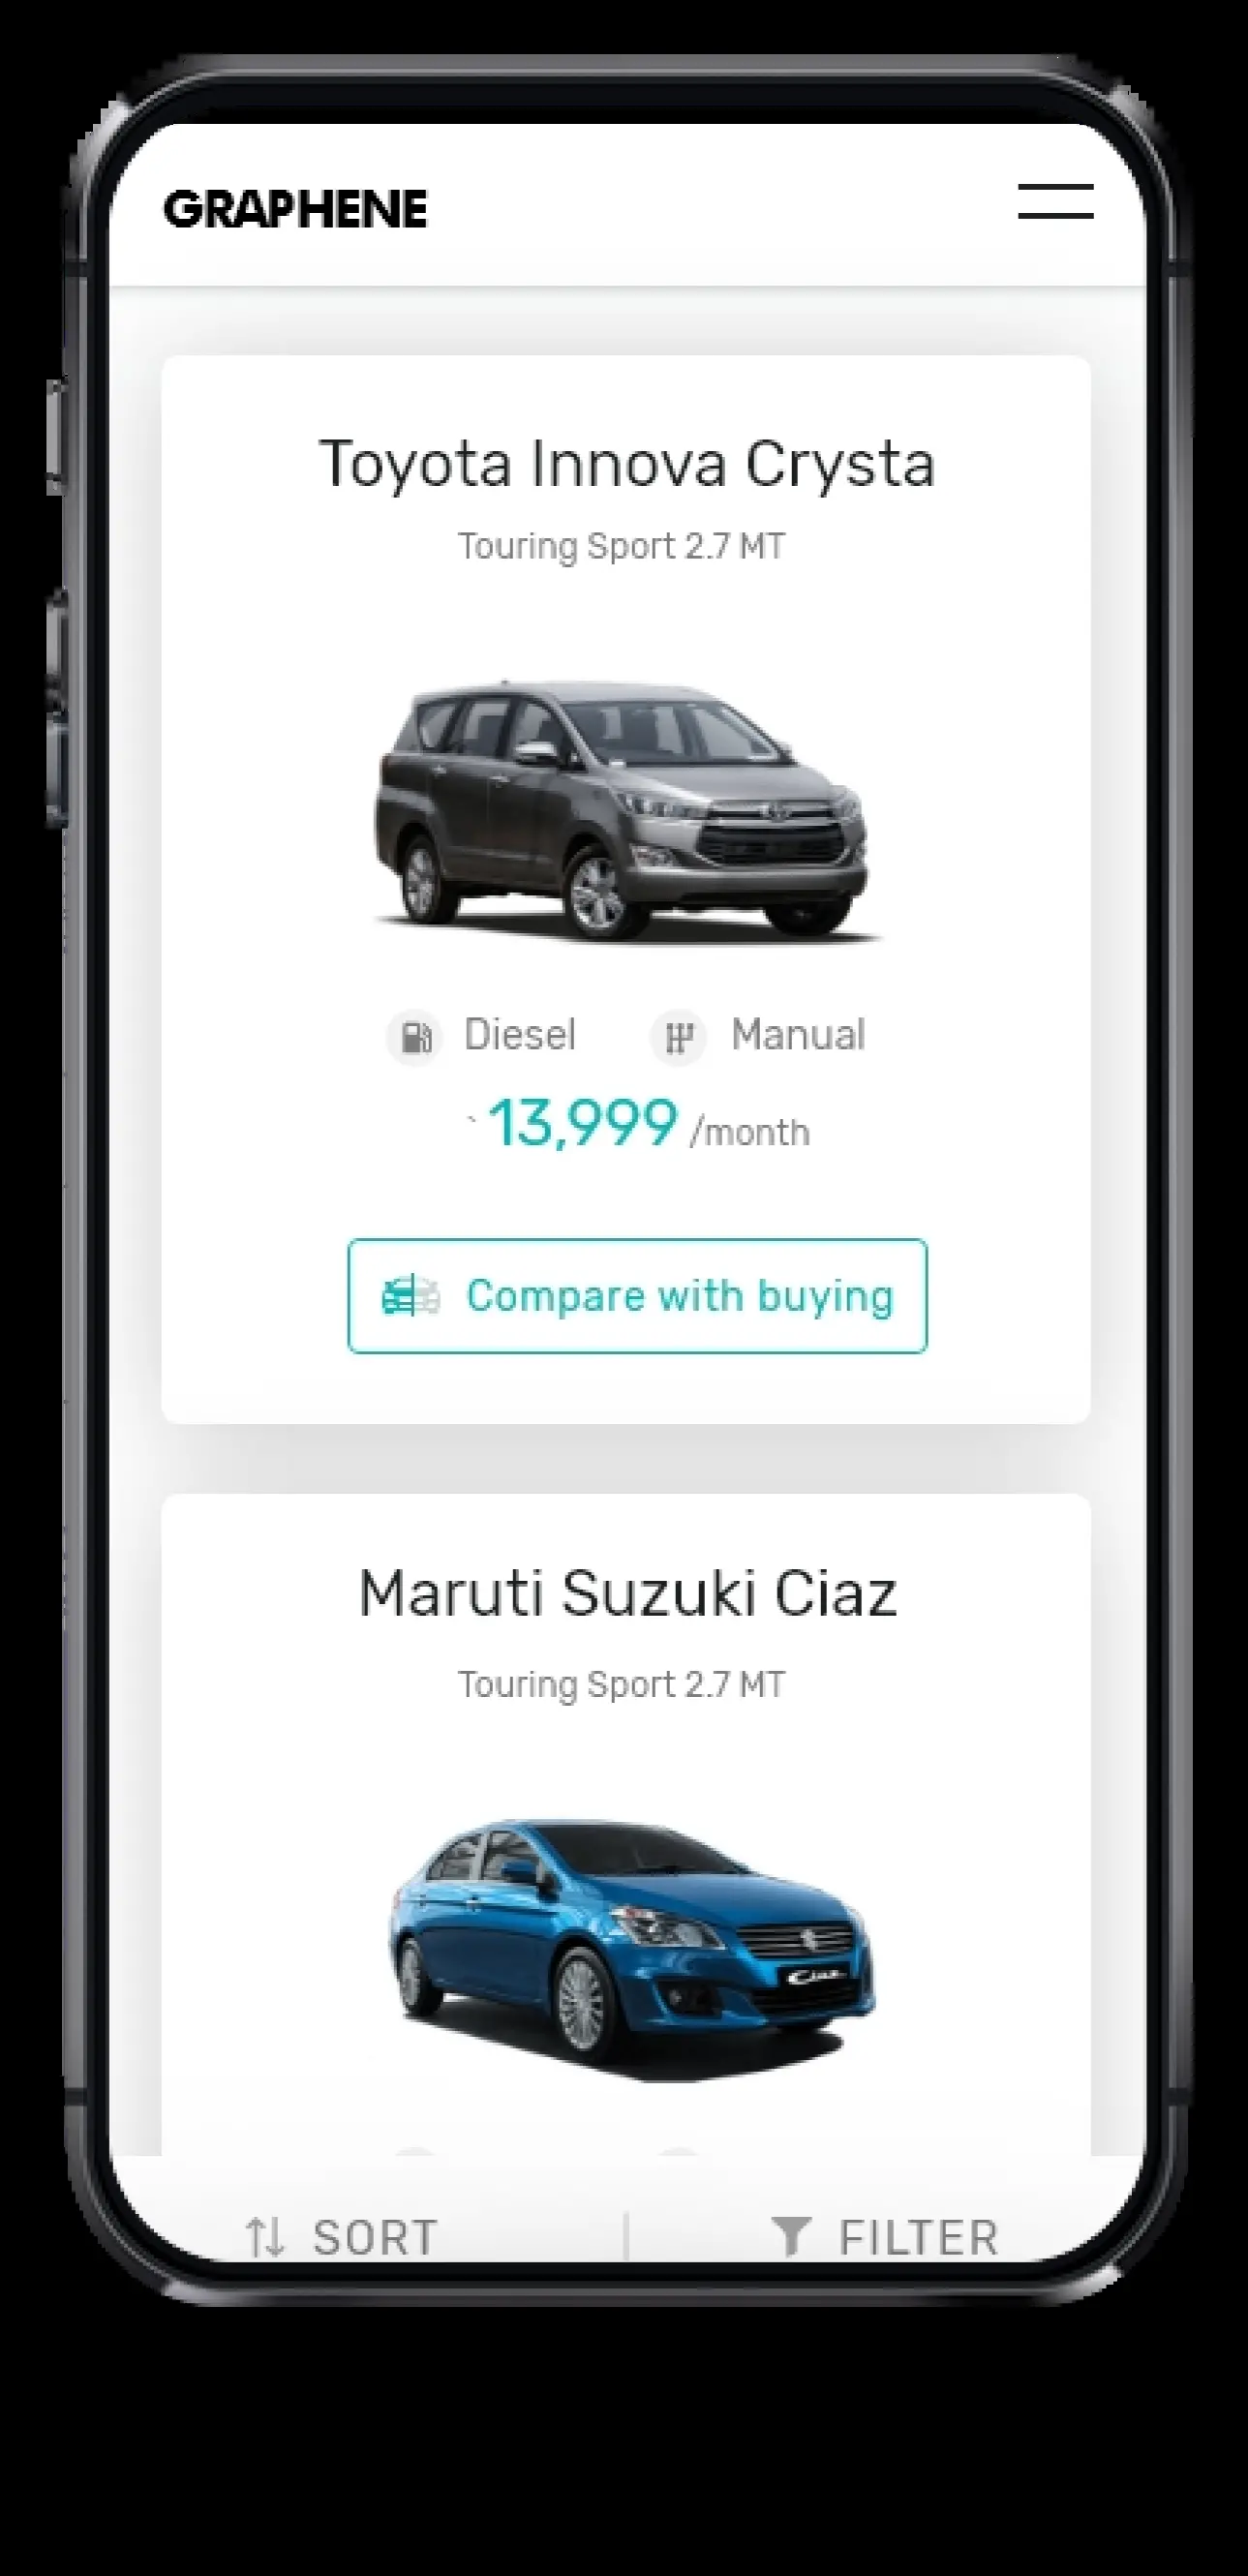 GRAPHENE
Toyota Innova Crysta
Touring Sport 2.7 MT
Diesel Manual
` 13,999 /month
Compare with buying
Maruti Suzuki Ciaz
Touring Sport 2.7 MT
Ciaz
SORT | FILTER